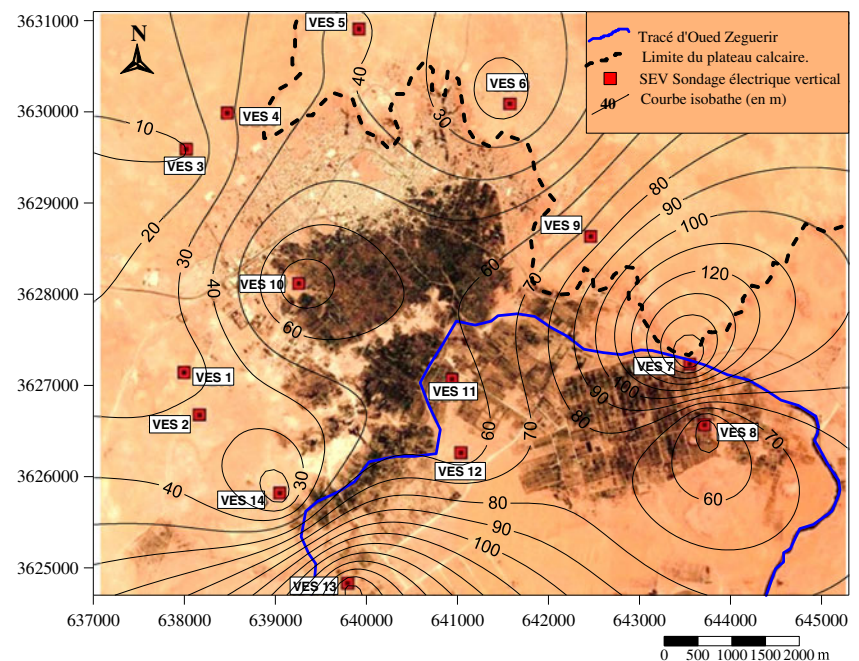 3631000
3630000
3629000
3628000
3627000
3626000
3625000
N
VES 5
40
VES 6
30
VES 4
10
VES 3
20
30
40
VES 9
80
90
100
120
60
70
VES 10
60
Tracé d'Oued Zeguerir
Limite du plateau calcaire.
SEV Sondage électrique vertical
40 Courbe isobathe (en m)
VES 7
VES 1
VES 11
100
90
80
VES 2
60
70
VES 8
70
VES 12
60
40
30
VES 14
80
90
100
VES 13
637000 638000 639000 640000 641000 642000 643000 644000 645000
0 500 1000 1500 2000 m